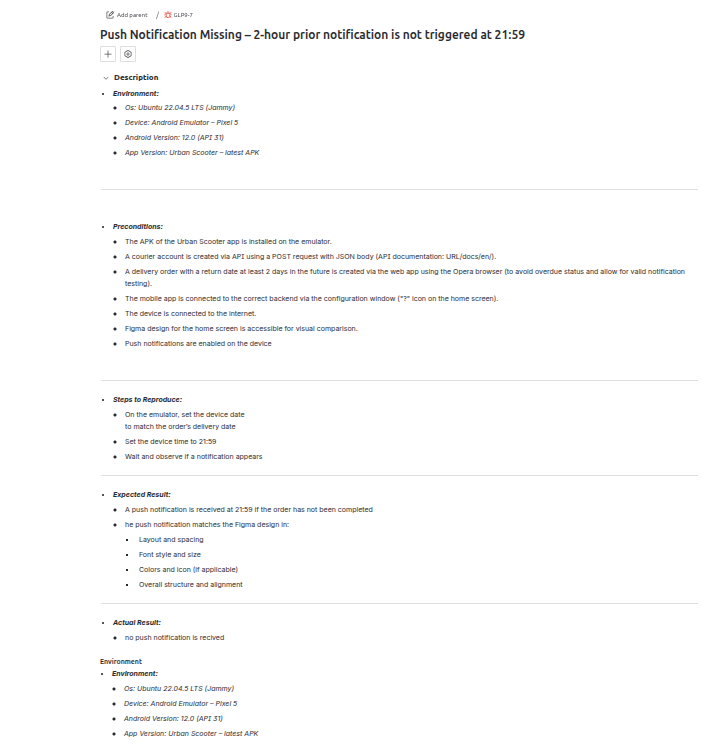 Add parent / GLP9-7
Push Notification Missing – 2-hour prior notification is not triggered at 21:59
Description
Environment:
Os: Ubuntu 22.04.5 LTS (Jammy)
Device: Android Emulator – Pixel 5
Android Version: 12.0 (API 31)
App Version: Urban Scooter – latest APK
Preconditions:
The APK of the Urban Scooter app is installed on the emulator.
A courier account is created via API using a POST request with JSON body (API documentation: URL/docs/en/).
A delivery order with a return date at least 2 days in the future is created via the web app using the Opera browser (to avoid overdue status and allow for valid notification
testing).
The mobile app is connected to the correct backend via the configuration window ("?" icon on the home screen).
The device is connected to the internet.
Figma design for the home screen is accessible for visual comparison.
Push notifications are enabled on the device
Steps to Reproduce:
On the emulator, set the device date
to match the order's delivery date
Set the device time to 21:59
Wait and observe if a notification appears
Expected Result:
A push notification is received at 21:59 if the order has not been completed
he push notification matches the Figma design in:
Layout and spacing
Font style and size
Colors and icon (if applicable)
Overall structure and alignment
Actual Result:
no push notification is recived
Environment
Environment:
Os: Ubuntu 22.04.5 LTS (Jammy)
Device: Android Emulator – Pixel 5
Android Version: 12.0 (API 31)
App Version: Urban Scooter – latest APK